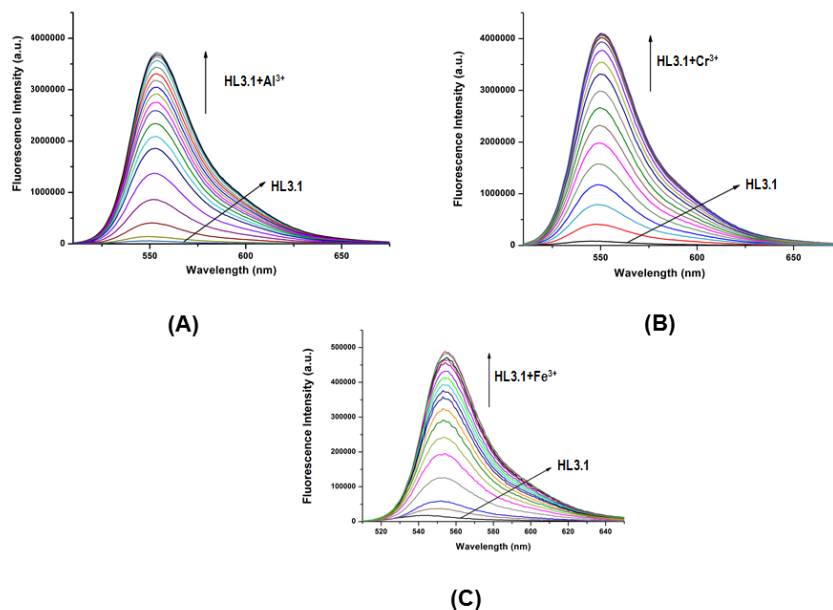 Fluorescence Intensity (a.u.)
4000000
3000000
2000000
1000000
0
HL3.1+Al³⁺
HL3.1
550
600
650
Wavelength (nm)
(A)
Fluorescence Intensity (a.u.)
4000000
3000000
2000000
1000000
0
HL3.1+Cr³⁺
HL3.1
550
600
650
Wavelength (nm)
(B)
Fluorescence Intensity (a.u.)
500000
400000
300000
200000
100000
0
HL3.1+Fe³⁺
HL3.1
520
540
560
580
600
620
640
Wavelength (nm)
(C)